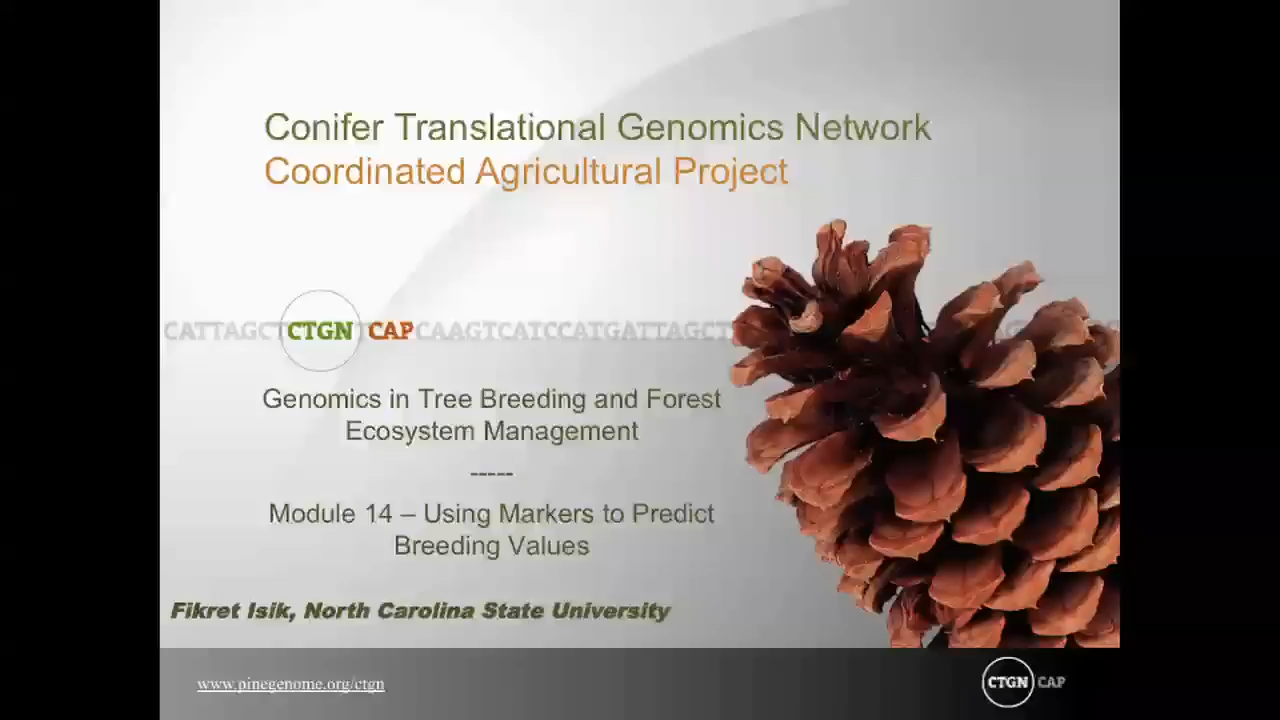 Conifer Translational Genomics Network
Coordinated Agricultural Project
CATTAGCT CTGN CAP CAAGTCATCCATGATTAGCT
Genomics in Tree Breeding and Forest
Ecosystem Management
-----
Module 14 – Using Markers to Predict
Breeding Values
Fikret Isik, North Carolina State University
www.pinegenome.org/ctgn
CTGN CAP